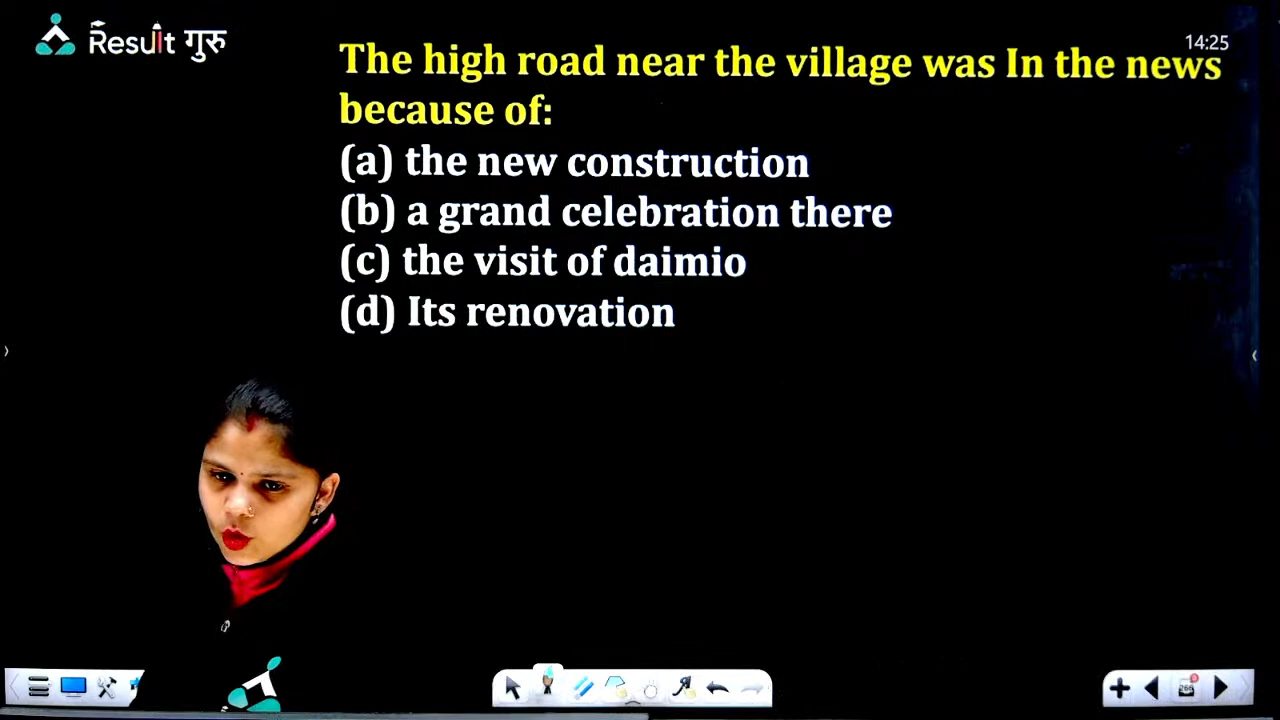 Result गुरु
14:25
The high road near the village was In the news
because of:
(a) the new construction
(b) a grand celebration there
(c) the visit of daimio
(d) Its renovation